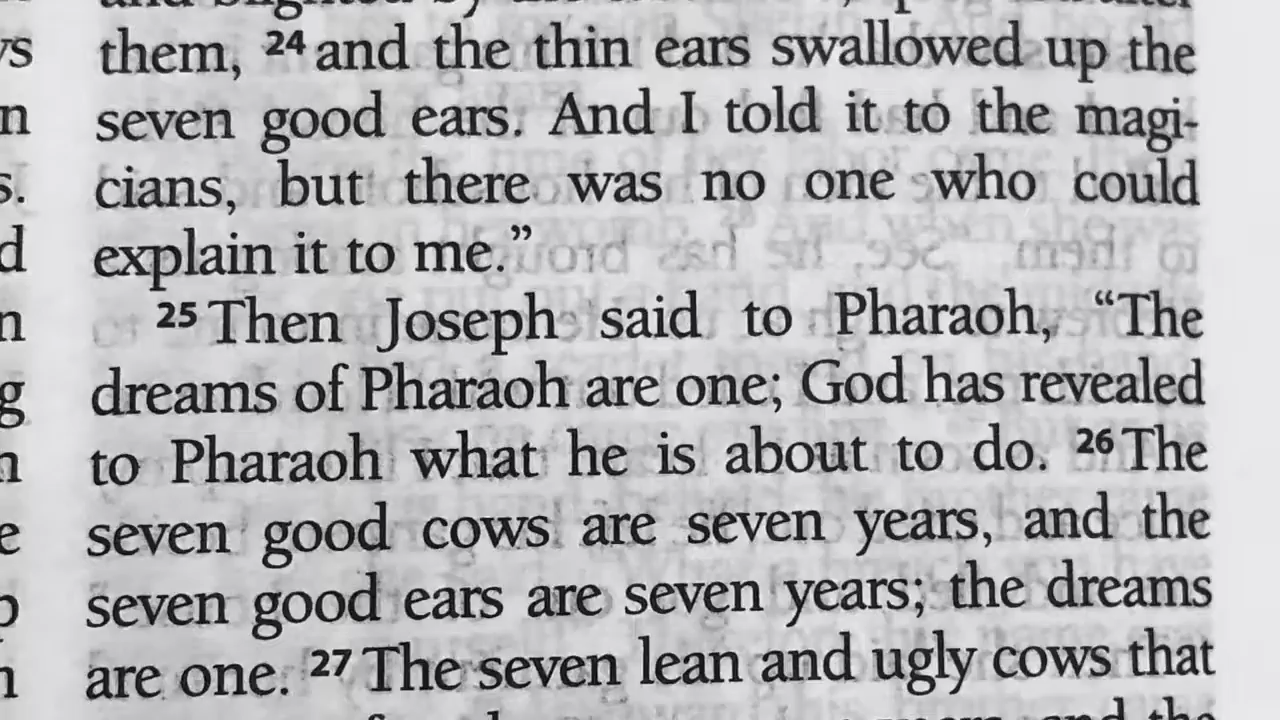 them, 24 and the thin ears swallowed up the
seven good ears. And I told it to the magi-
cians, but there was no one who could
explain it to me.”
25 Then Joseph said to Pharaoh, “The
dreams of Pharaoh are one; God has revealed
to Pharaoh what he is about to do. 26 The
seven good cows are seven years, and the
seven good ears are seven years; the dreams
are one. 27 The seven lean and ugly cows that